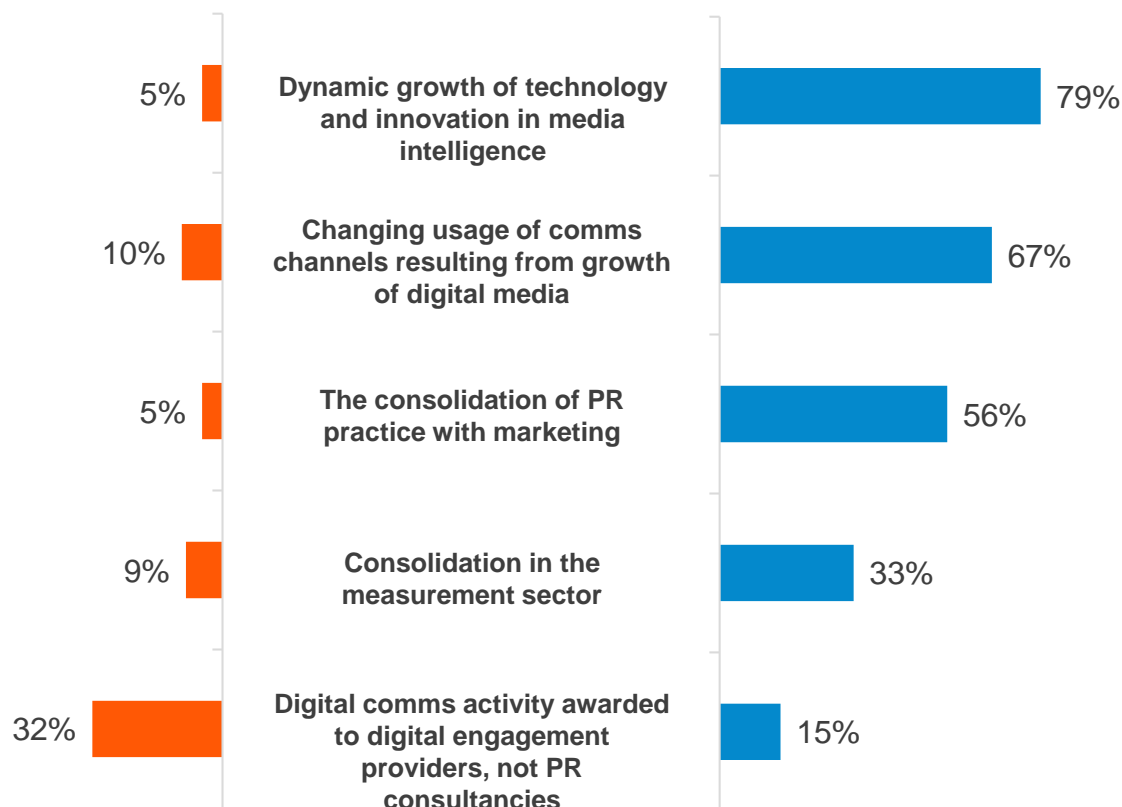 5%
Dynamic growth of technology
and innovation in media
intelligence
79%
10%
Changing usage of comms
channels resulting from growth
of digital media
67%
5%
The consolidation of PR
practice with marketing
56%
9%
Consolidation in the
measurement sector
33%
32%
Digital comms activity awarded
to digital engagement
providers, not PR
consultancies
15%